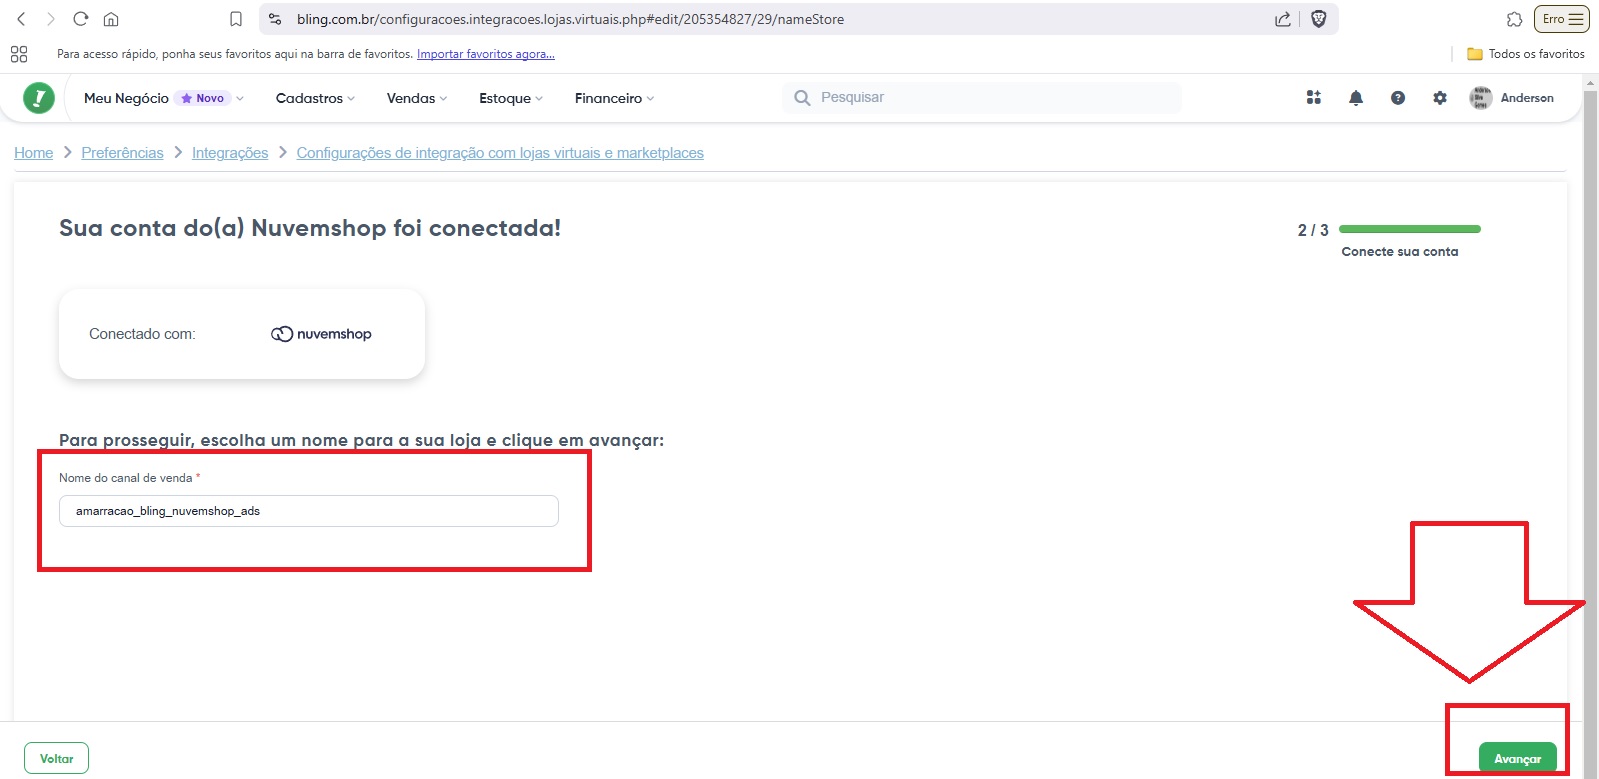 bling.com.br/configuracoes.integracoes.lojas.virtuais.php#edit/205354827/29/nameStore
Erro
Para acesso rápido, ponha seus favoritos aqui na barra de favoritos. Importar favoritos agora...
Todos os favoritos
Meu Negócio Novo Cadastros Vendas Estoque Financeiro Pesquisar Anderson
Home > Preferências > Integrações > Configurações de integração com lojas virtuais e marketplaces
Sua conta do(a) Nuvemshop foi conectada!
2 / 3
Conecte sua conta
Conectado com: nuvemshop
Para prosseguir, escolha um nome para a sua loja e clique em avançar:
Nome do canal de venda *
amarracao_bling_nuvemshop_ads
Voltar
Avançar